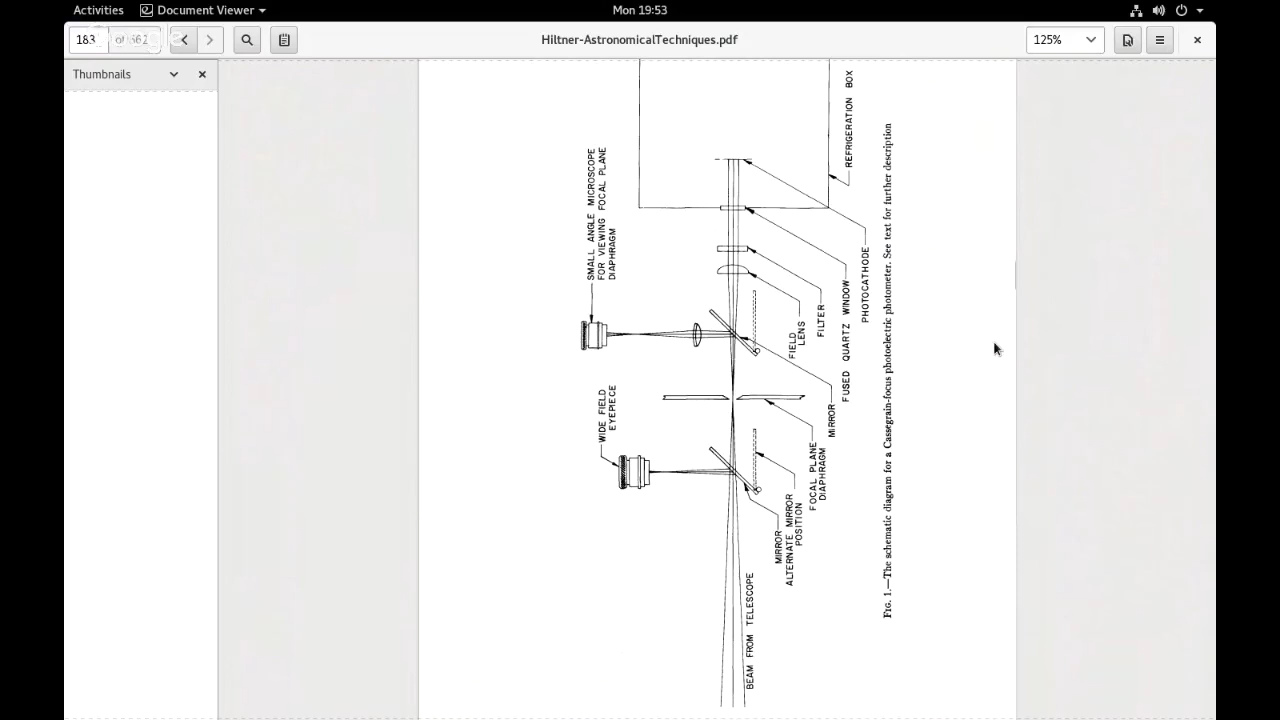 Activities
Document Viewer
Mon 19:53
183
of 662
Hiltner-AstronomicalTechniques.pdf
125%
Thumbnails
REFRIGERATION BOX
SMALL ANGLE MICROSCOPE
FOR VIEWING FOCAL PLANE
DIAPHRAGM
PHOTOCATHODE
FUSED QUARTZ WINDOW
FILTER
FIELD
LENS
MIRROR
WIDE FIELD
EYEPIECE
FOCAL PLANE
DIAPHRAGM
MIRROR
ALTERNATE MIRROR
POSITION
BEAM FROM TELESCOPE
FIG. 1.—The schematic diagram for a Cassegrain-focus photoelectric photometer. See text for further description